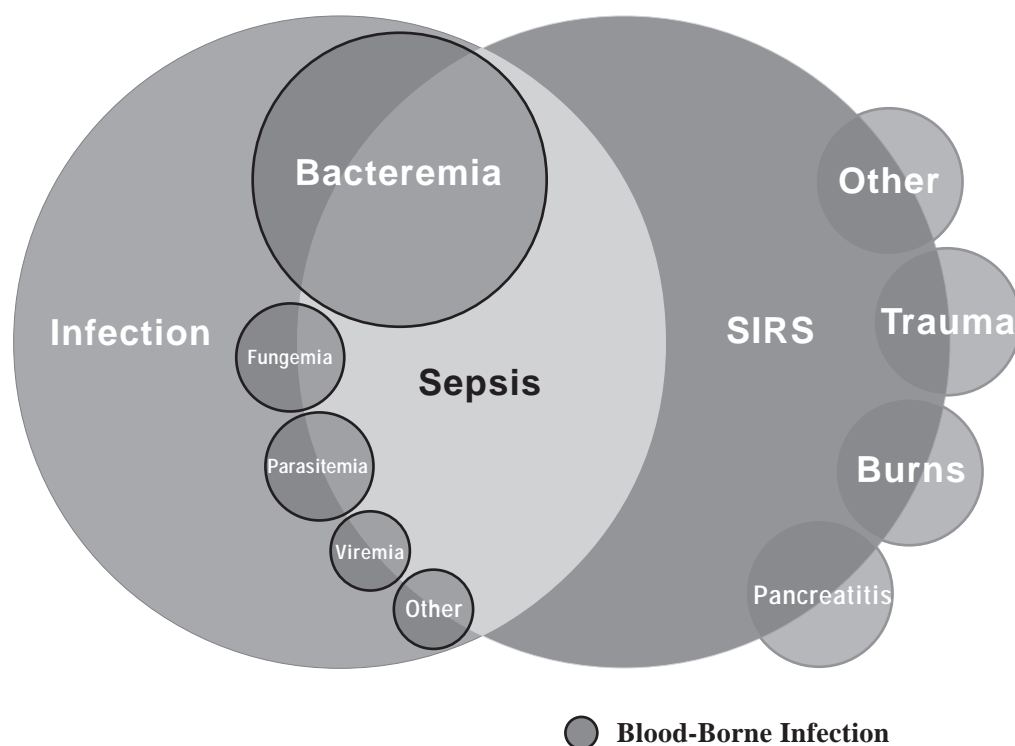 Bacteremia
Other
Infection
SIRS
Trauma
Fungemia
Sepsis
Parasitemia
Burns
Viremia
Other
Pancreatitis
Blood-Borne Infection